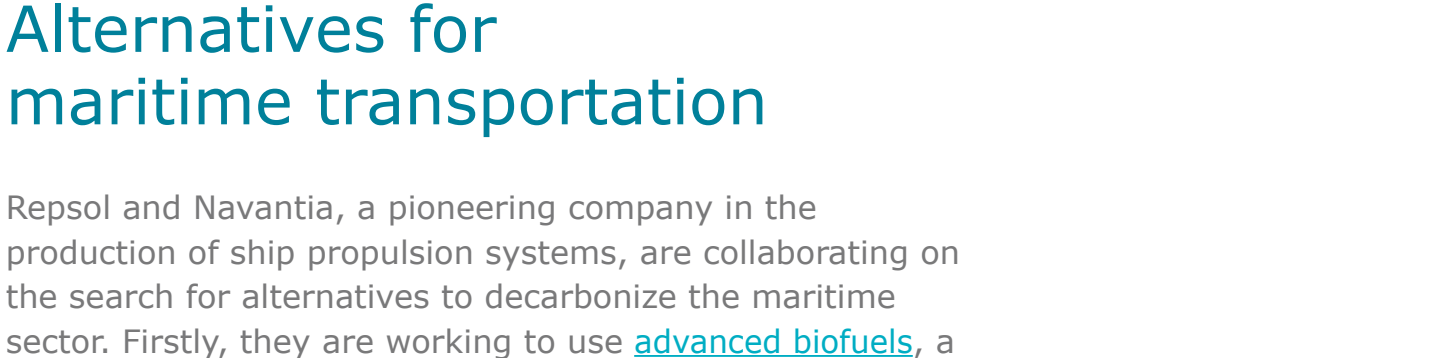 Alternatives for
maritime transportation
Repsol and Navantia, a pioneering company in the
production of ship propulsion systems, are collaborating on
the search for alternatives to decarbonize the maritime
sector. Firstly, they are working to use advanced biofuels, a